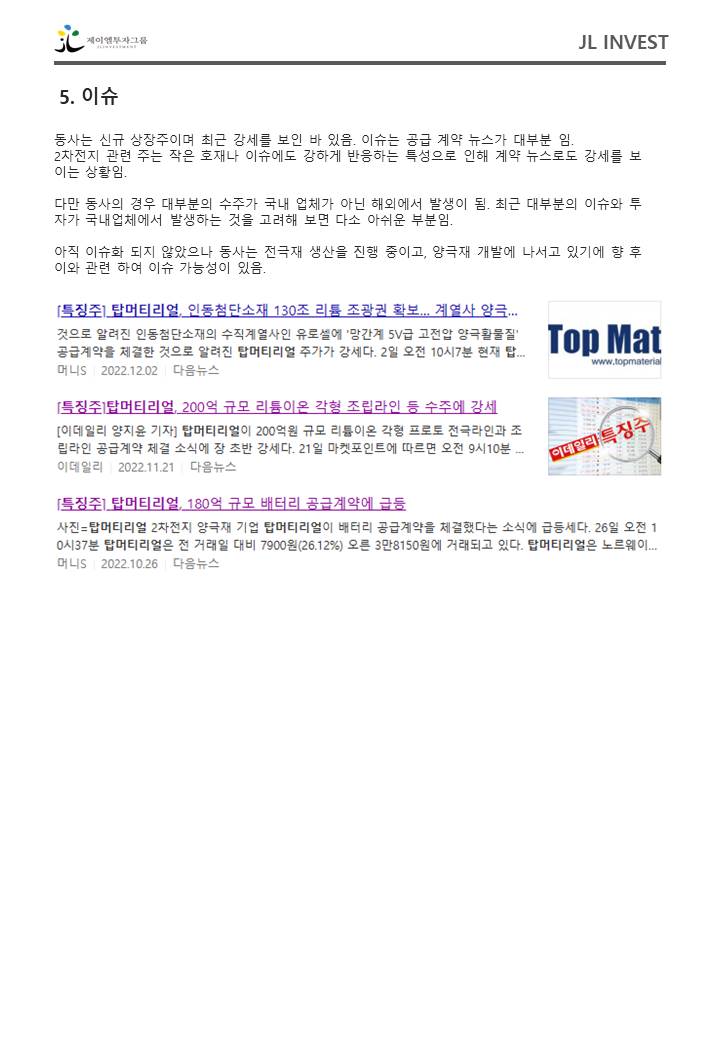 제이엘투자그룹
JL INVESTMENT
JL INVEST
5. 이슈
동사는 신규 상장주이며 최근 강세를 보인 바 있음. 이슈는 공급 계약 뉴스가 대부분 임.
2차전지 관련 주는 작은 호재나 이슈에도 강하게 반응하는 특성으로 인해 계약 뉴스로도 강세를 보
이는 상황임.
다만 동사의 경우 대부분의 수주가 국내 업체가 아닌 해외에서 발생이 됨. 최근 대부분의 이슈와 투
자가 국내업체에서 발생하는 것을 고려해 보면 다소 아쉬운 부분임.
아직 이슈화 되지 않았으나 동사는 전극재 생산을 진행 중이고, 양극재 개발에 나서고 있기에 향 후
이와 관련 하여 이슈 가능성이 있음.
[특징주] 탑머티리얼, 인동첨단소재 130조 리튬 조광권 확보... 계열사 양극...
것으로 알려진 인동첨단소재의 수직계열사인 유로셀에 '망간계 5V급 고전압 양극활물질'
공급계약을 체결한 것으로 알려진 탑머티리얼 주가가 강세다. 2일 오전 10시7분 현재 탑...
머니S | 2022.12.02 | 다음뉴스
Top Mat
www.topmaterial
[특징주]탑머티리얼, 200억 규모 리튬이온 각형 조립라인 등 수주에 강세
[이데일리 양지윤 기자] 탑머티리얼이 200억원 규모 리튬이온 각형 프로토 전극라인과 조
립라인 공급계약 체결 소식에 장 초반 강세다. 21일 마켓포인트에 따르면 오전 9시10분 ...
이데일리 | 2022.11.21 | 다음뉴스
이데일리 특징주
[특징주] 탑머티리얼, 180억 규모 배터리 공급계약에 급등
사진=탑머티리얼 2차전지 양극재 기업 탑머티리얼이 배터리 공급계약을 체결했다는 소식에 급등세다. 26일 오전 1
0시37분 탑머티리얼은 전 거래일 대비 7900원(26.12%) 오른 3만8150원에 거래되고 있다. 탑머티리얼은 노르웨이...
머니S | 2022.10.26 | 다음뉴스